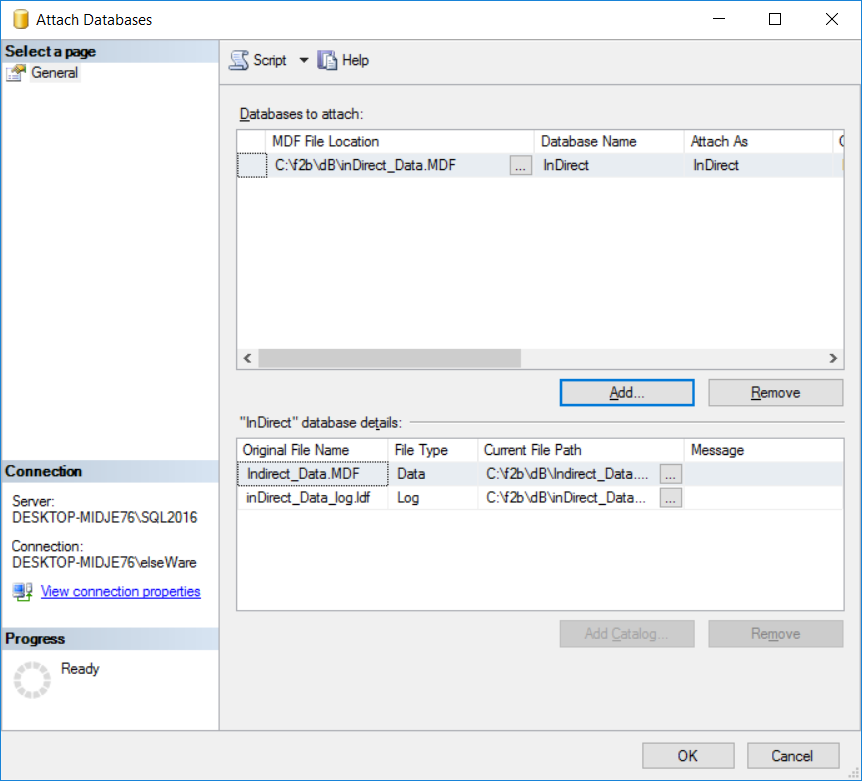 Attach Databases
Select a page
General
Script Help
Databases to attach:
MDF File Location Database Name Attach As
C:\f2b\dB\inDirect_Data.MDF ... InDirect InDirect
Add... Remove
"InDirect" database details:
Original File Name File Type Current File Path Message
Indirect_Data.MDF Data C:\f2b\dB\Indirect_Data.... ...
inDirect_Data_log.ldf Log C:\f2b\dB\inDirect_Data... ...
Add Catalog... Remove
Connection
Server:
DESKTOP-MIDJE76\SQL2016
Connection:
DESKTOP-MIDJE76\elseWare
View connection properties
Progress
Ready
OK Cancel